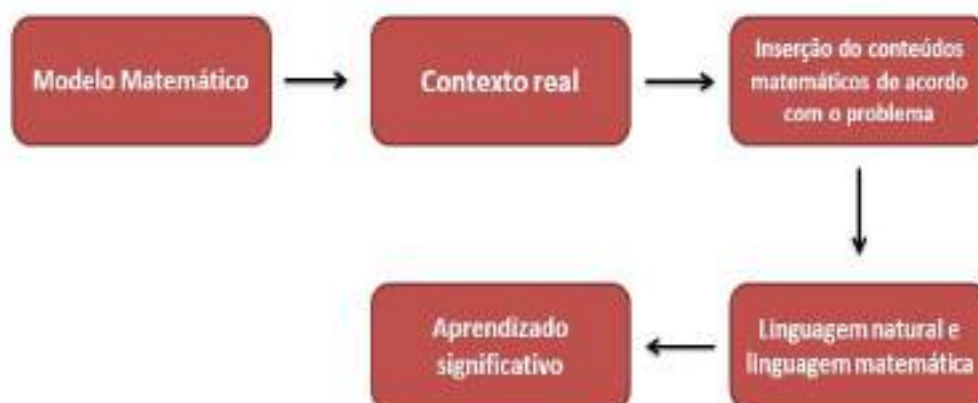 Modelo Matemático
Contexto real
Inserção do conteúdos
matemáticos de acordo
com o problema
Linguagem natural e
linguagem matemática
Aprendizado
significativo